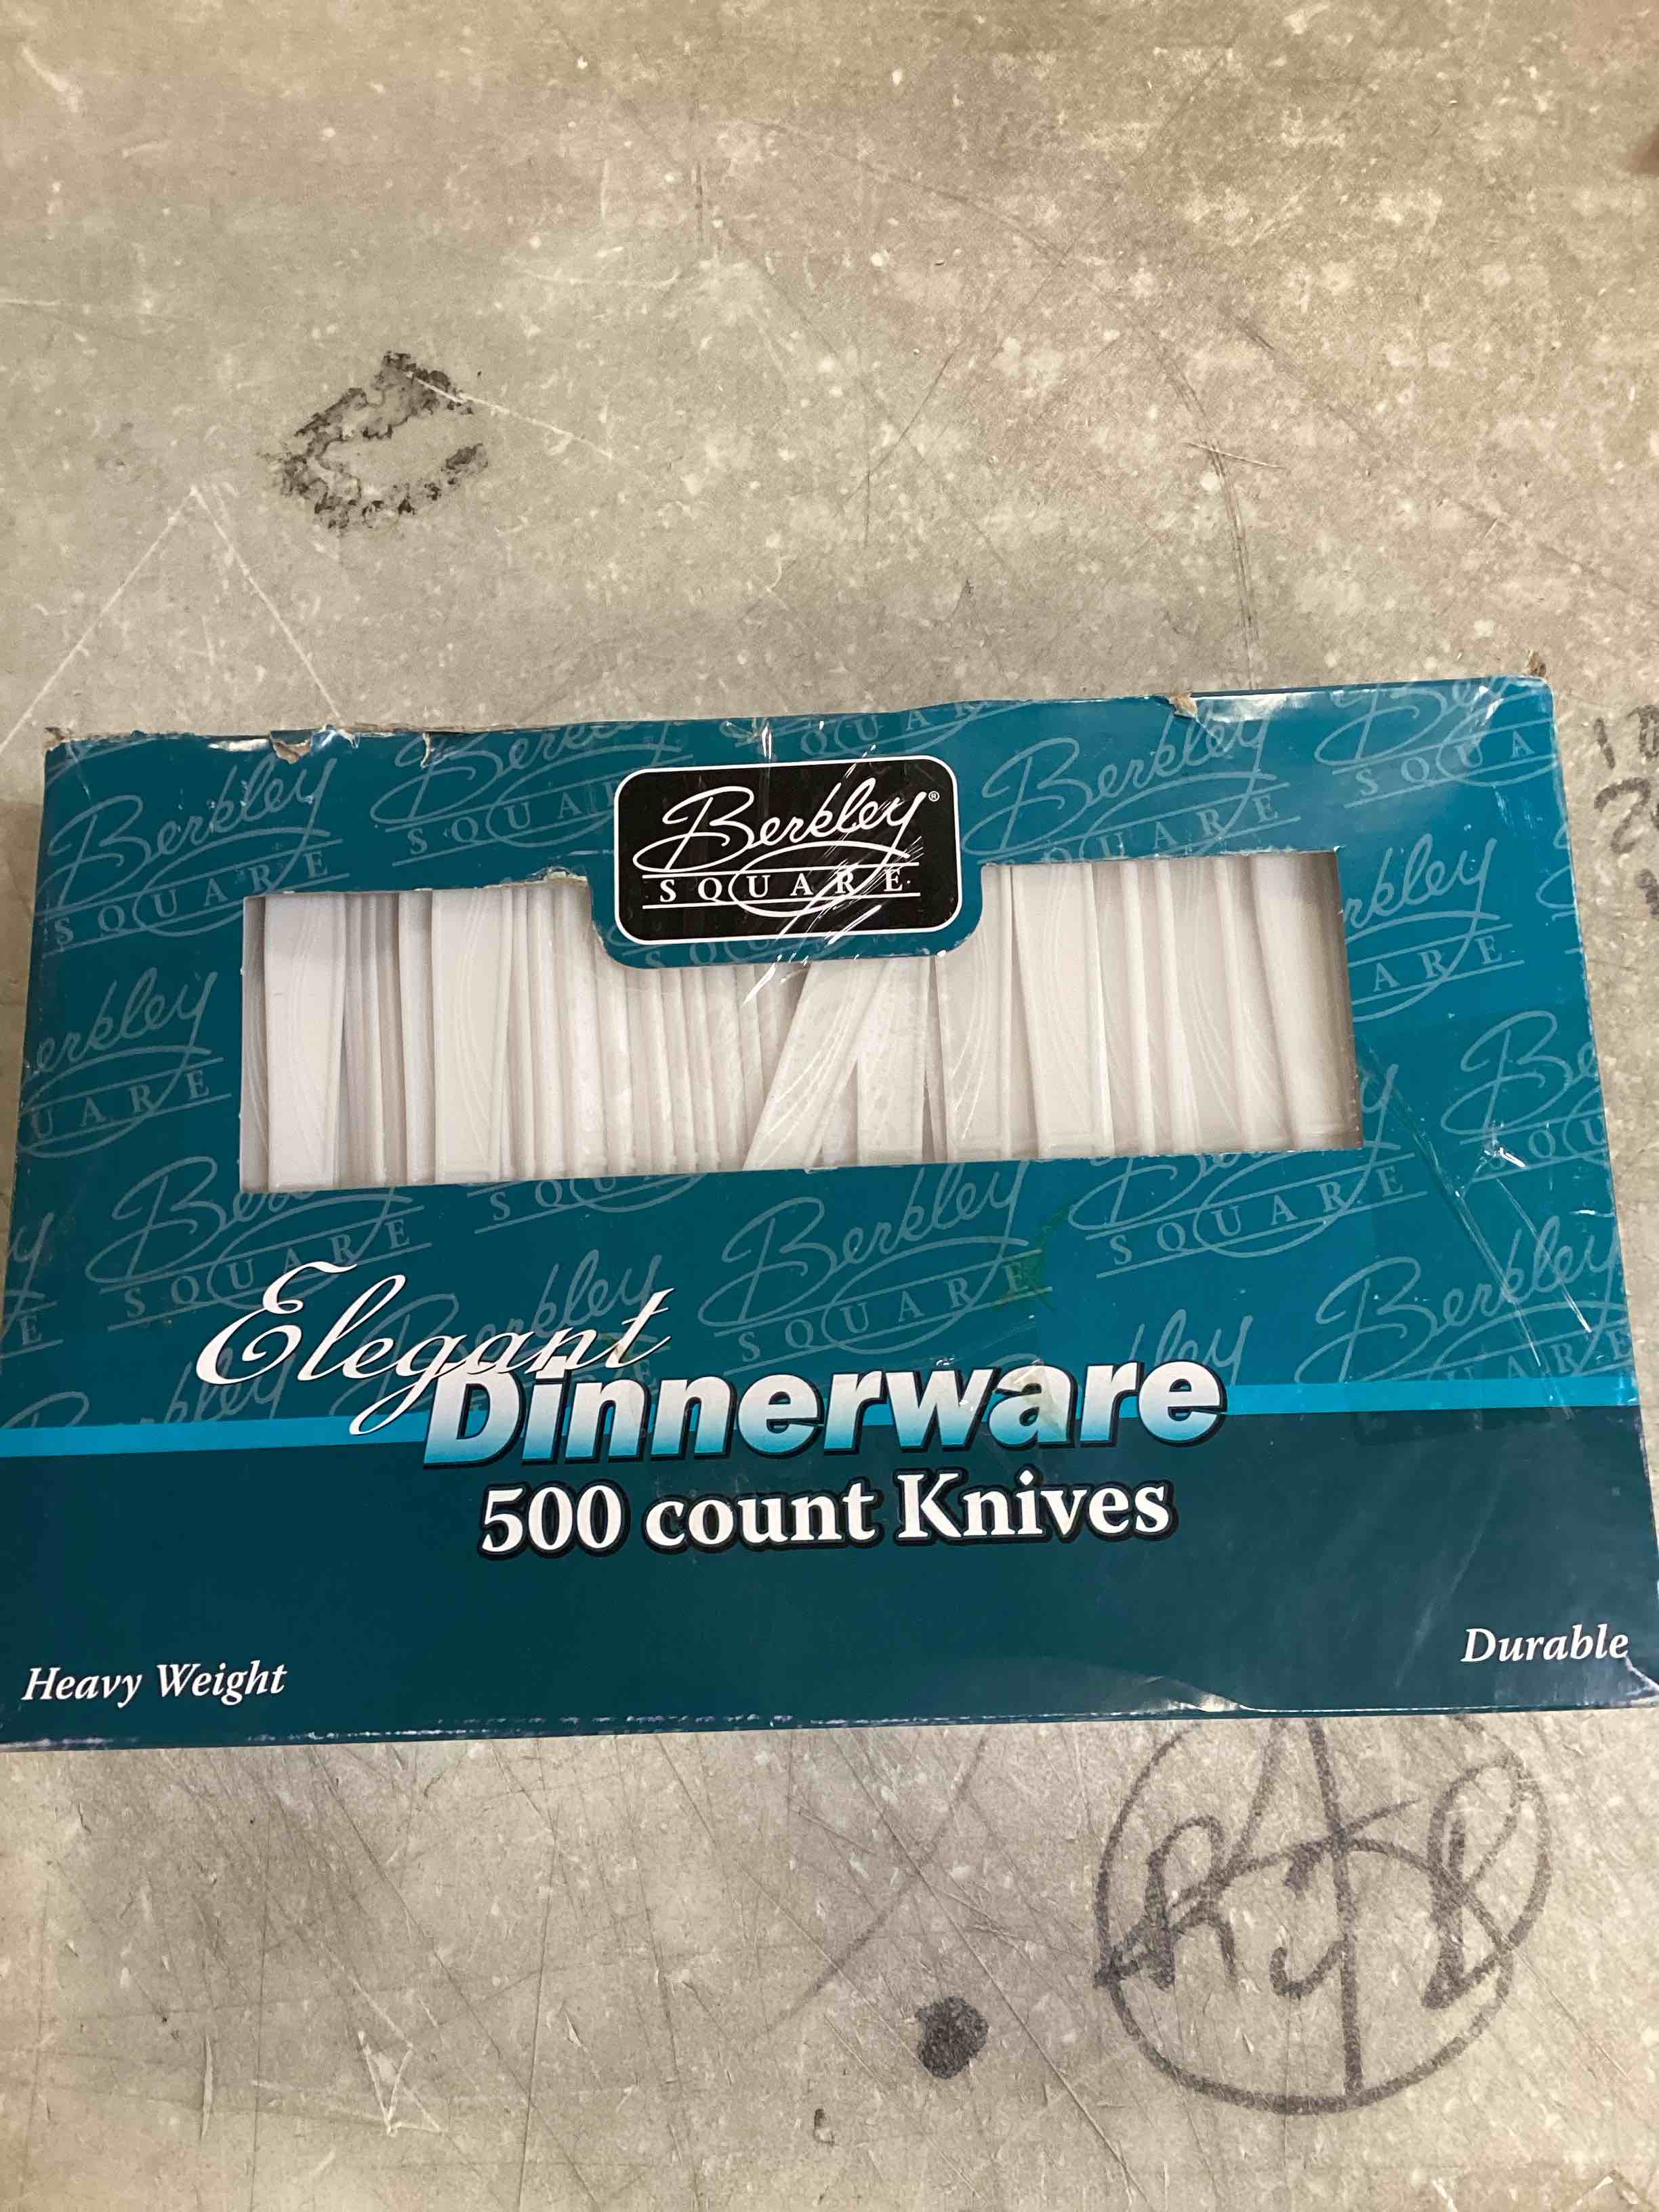 Berkley®
SQUARE
Elegant
Dinnerware
500 count Knives
Heavy Weight
Durable